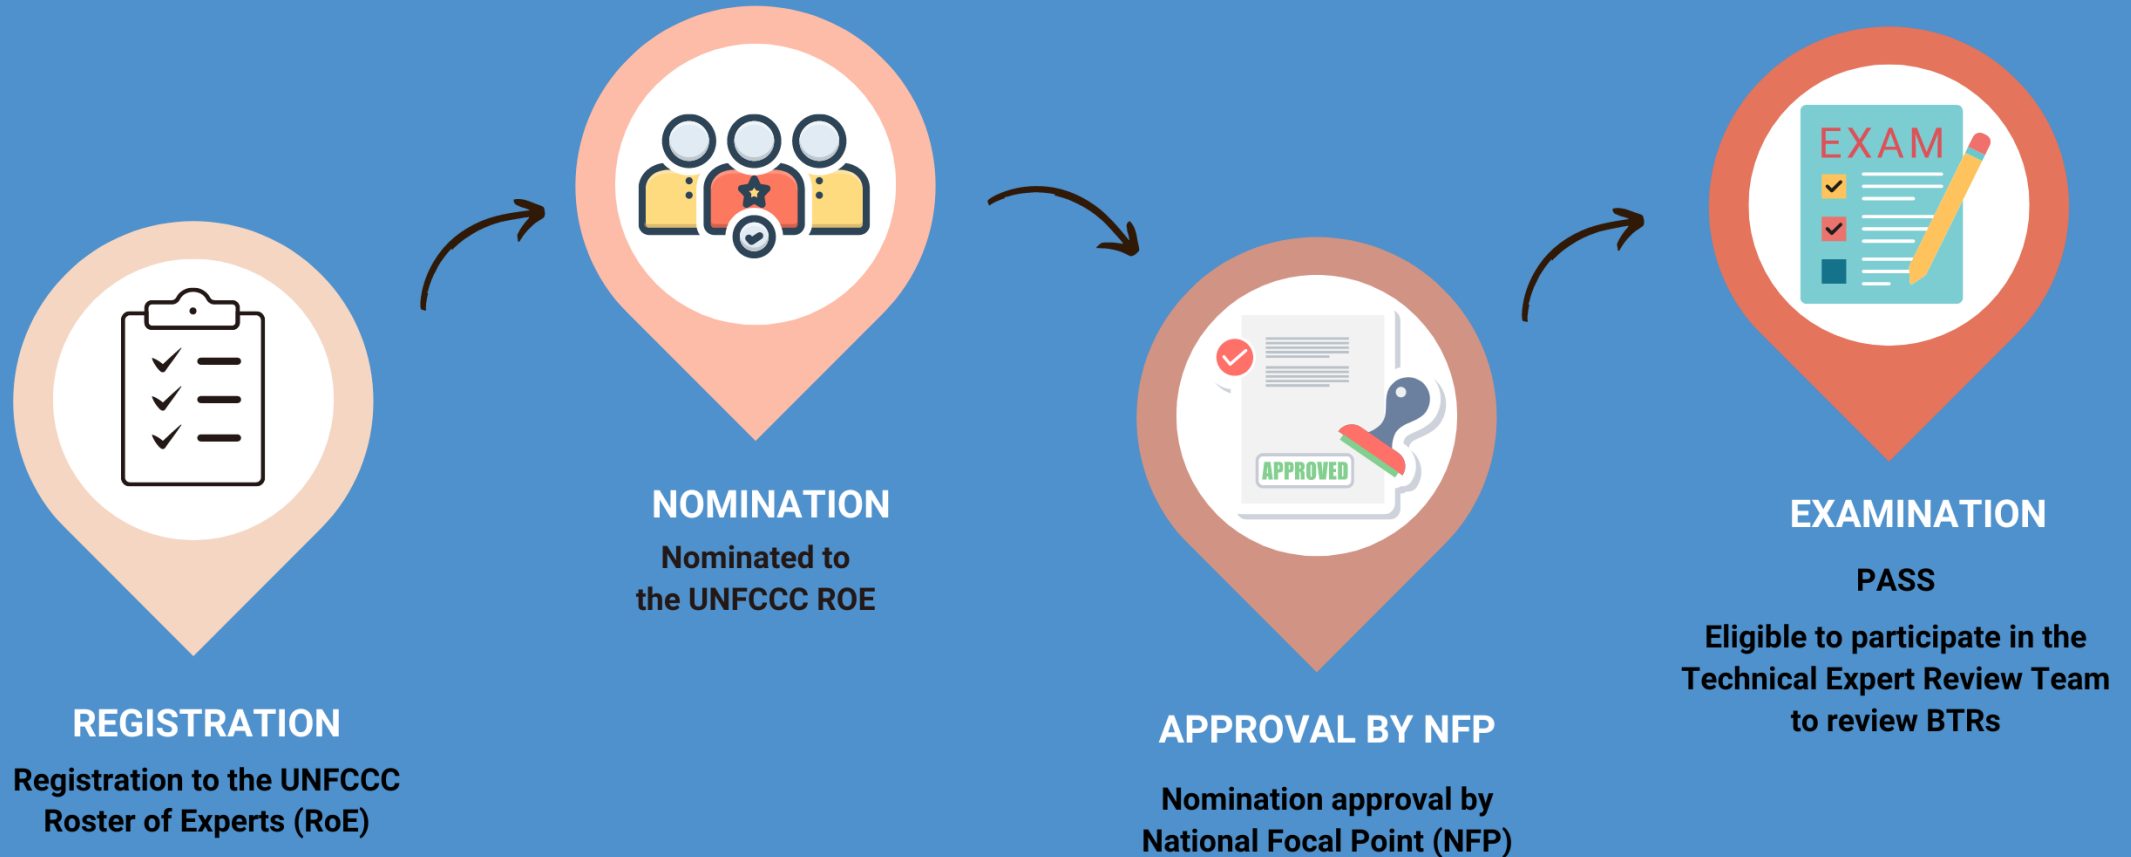 REGISTRATION
Registration to the UNFCCC
Roster of Experts (RoE)
NOMINATION
Nominated to
the UNFCCC ROE
APPROVED
APPROVAL BY NFP
Nomination approval by
National Focal Point (NFP)
EXAM
EXAMINATION
PASS
Eligible to participate in the
Technical Expert Review Team
to review BTRs